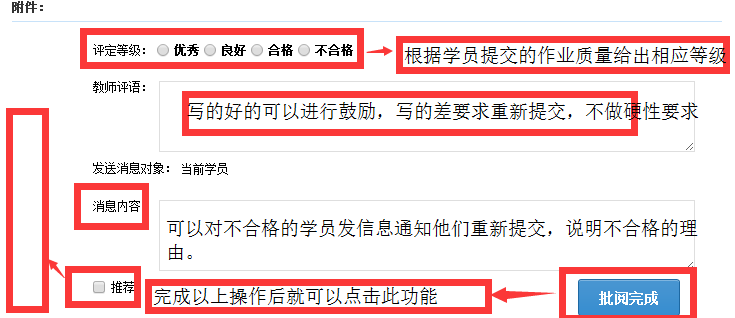 附件：
评定等级： 优秀 良好 合格 不合格
根据学员提交的作业质量给出相应等级
教师评语：
写的好的可以进行鼓励，写的差要求重新提交，不做硬性要求
发送消息对象： 当前学员
消息内容
可以对不合格的学员发信息通知他们重新提交，说明不合格的理
由。
推荐
完成以上操作后就可以点击此功能
批阅完成